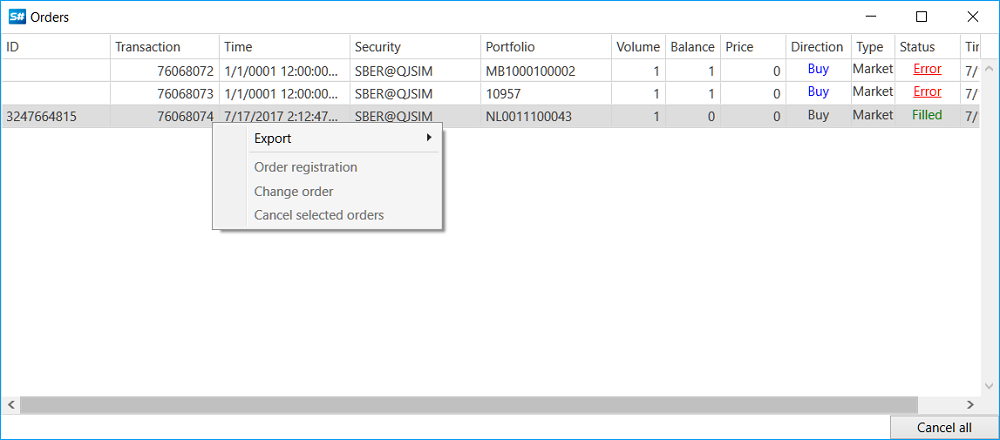 S# Orders
ID Transaction Time Security Portfolio Volume Balance Price Direction Type Status Tir
76068072 1/1/0001 12:00:00... SBER@QJSIM MB1000100002 1 1 0 Buy Market Error 7/
76068073 1/1/0001 12:00:00... SBER@QJSIM 10957 1 1 0 Buy Market Error 7/
3247664815 76068074 7/17/2017 2:12:47... SBER@QJSIM NL0011100043 1 0 0 Buy Market Filled 7/
Export
Order registration
Change order
Cancel selected orders
Cancel all